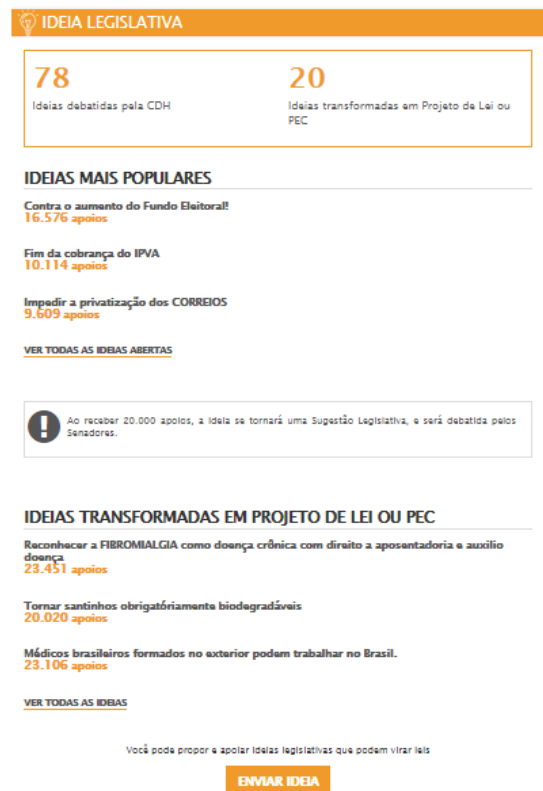 IDEIA LEGISLATIVA
78
Ideias debatidas pela CDH
20
Ideias transformadas em Projeto de Lei ou
PEC
IDEIAS MAIS POPULARES
Contra o aumento do Fundo Eleitoral!
16.576 apoios
Fim da cobrança do IPVA
10.114 apoios
Impedir a privatização dos CORREIOS
9.609 apoios
VER TODAS AS IDEIAS ABERTAS
Ao receber 20.000 apoios, a ideia se tornará uma Sugestão Legislativa, e será debatida pelos
Senadores.
IDEIAS TRANSFORMADAS EM PROJETO DE LEI OU PEC
Reconhecer a FIBROMIALGIA como doença crônica com direito a aposentadoria e auxilio
doença
23.451 apoios
Tornar santinhos obrigatóriamente biodegradáveis
20.020 apoios
Médicos brasileiros formados no exterior podem trabalhar no Brasil.
23.106 apoios
VER TODAS AS IDEIAS
Você pode propor e apoiar ideias legislativas que podem virar leis
ENVIAR IDEIA